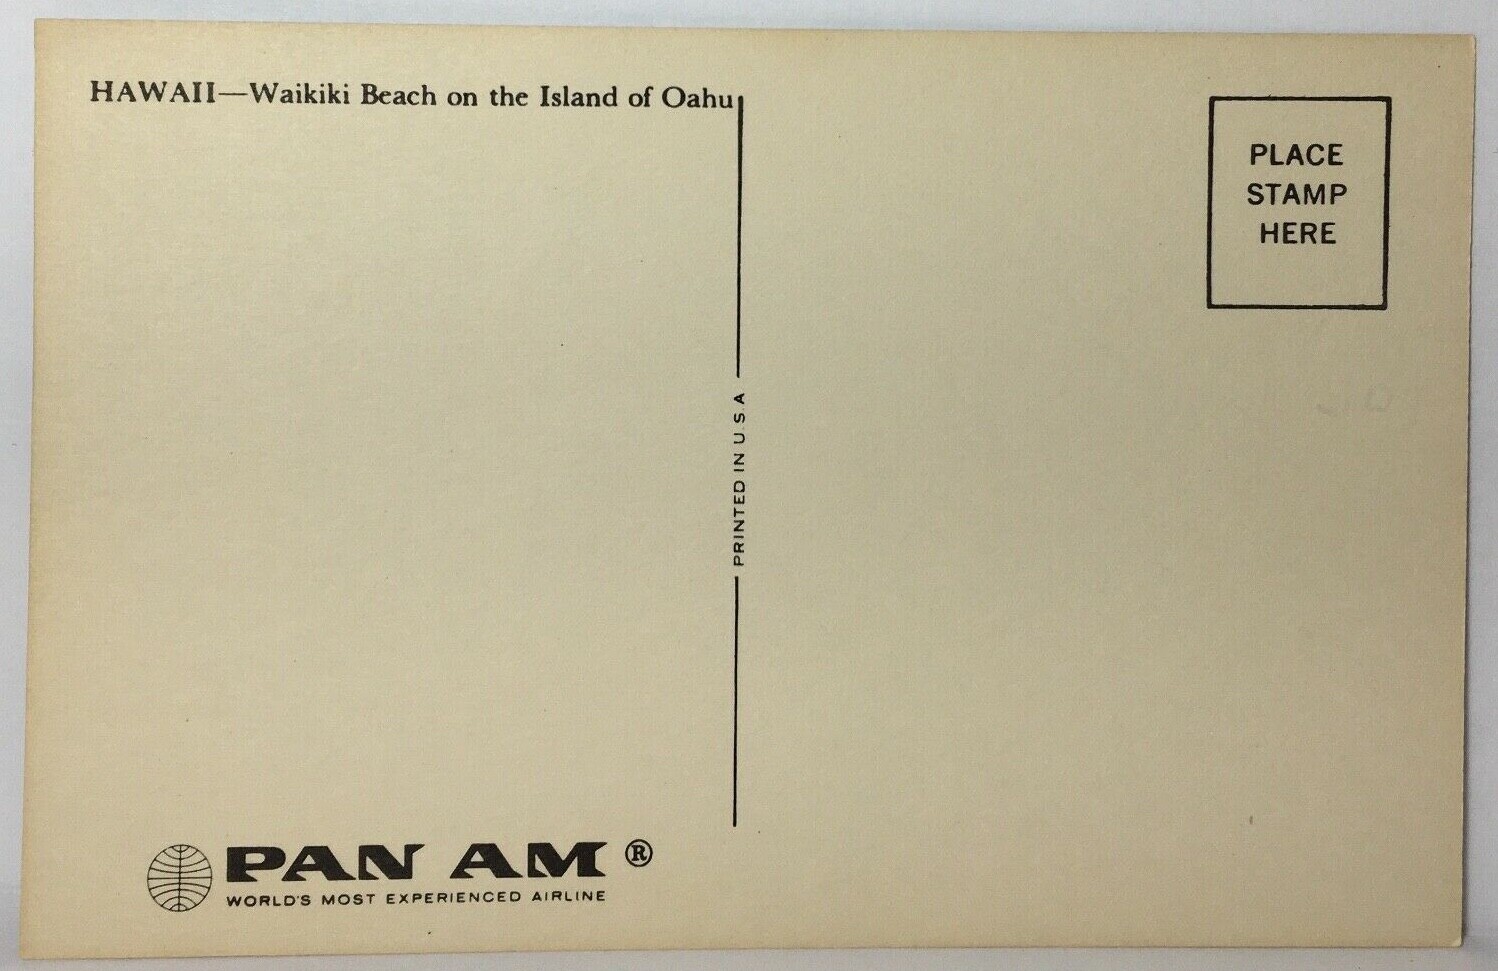 HAWAII—Waikiki Beach on the Island of Oahu
PLACE
STAMP
HERE
PRINTED IN U.S.A
PAN AM ®
WORLD'S MOST EXPERIENCED AIRLINE